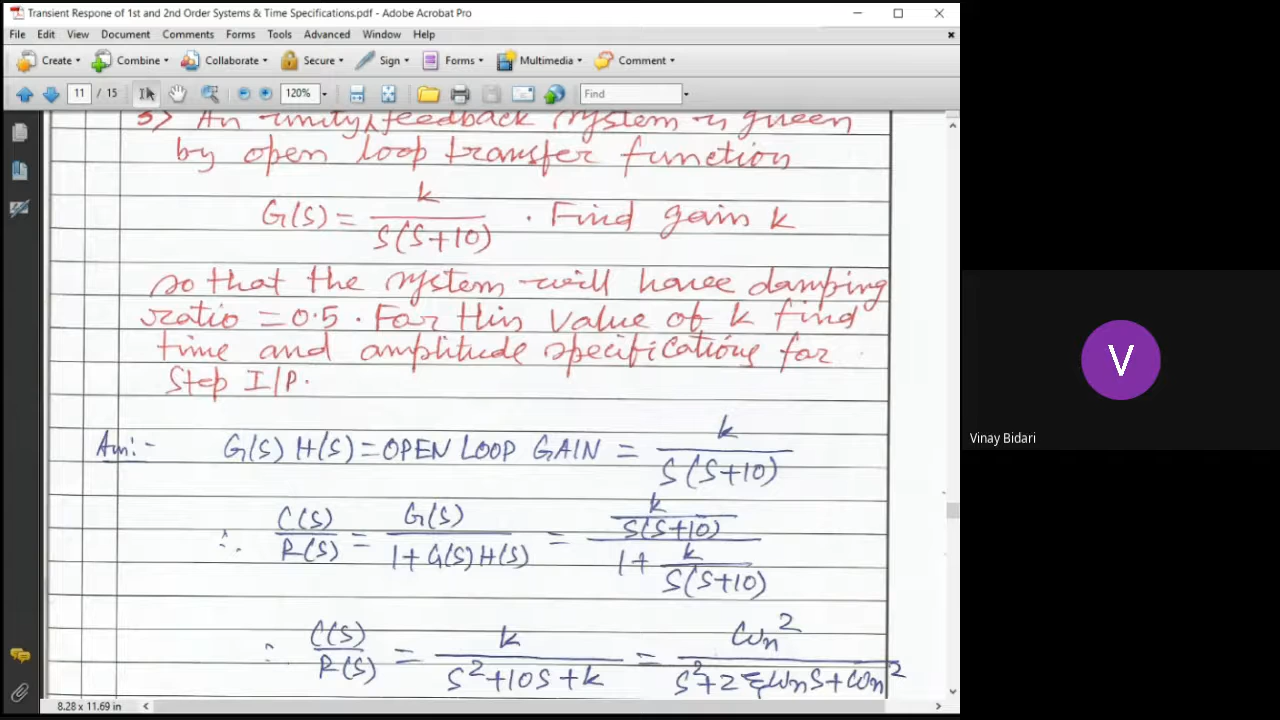 Transient Respone of 1st and 2nd Order Systems & Time Specifications.pdf - Adobe Acrobat Pro
File Edit View Document Comments Forms Tools Advanced Window Help
Create Combine Collaborate Secure Sign Forms Multimedia Comment
11 / 15 120% Find
5> An unity feedback system is given
by open loop transfer function
G(S) = k / S(S+10) . Find gain k
so that the system will have damping
ratio = 0.5 . For this value of k find
time and amplitude specifications for
Step I/P.
Ans:- G(S) H(S) = OPEN LOOP GAIN = k / S(S+10)
∴ C(S)/R(S) = G(S) / 1+G(S)H(S) = k/S(S+10) / 1+ k/S(S+10)
∴ C(S)/R(S) = k / S²+10S+k = ωn² / S²+2ξωnS+ωn²
8.28 x 11.69 in
V
Vinay Bidari